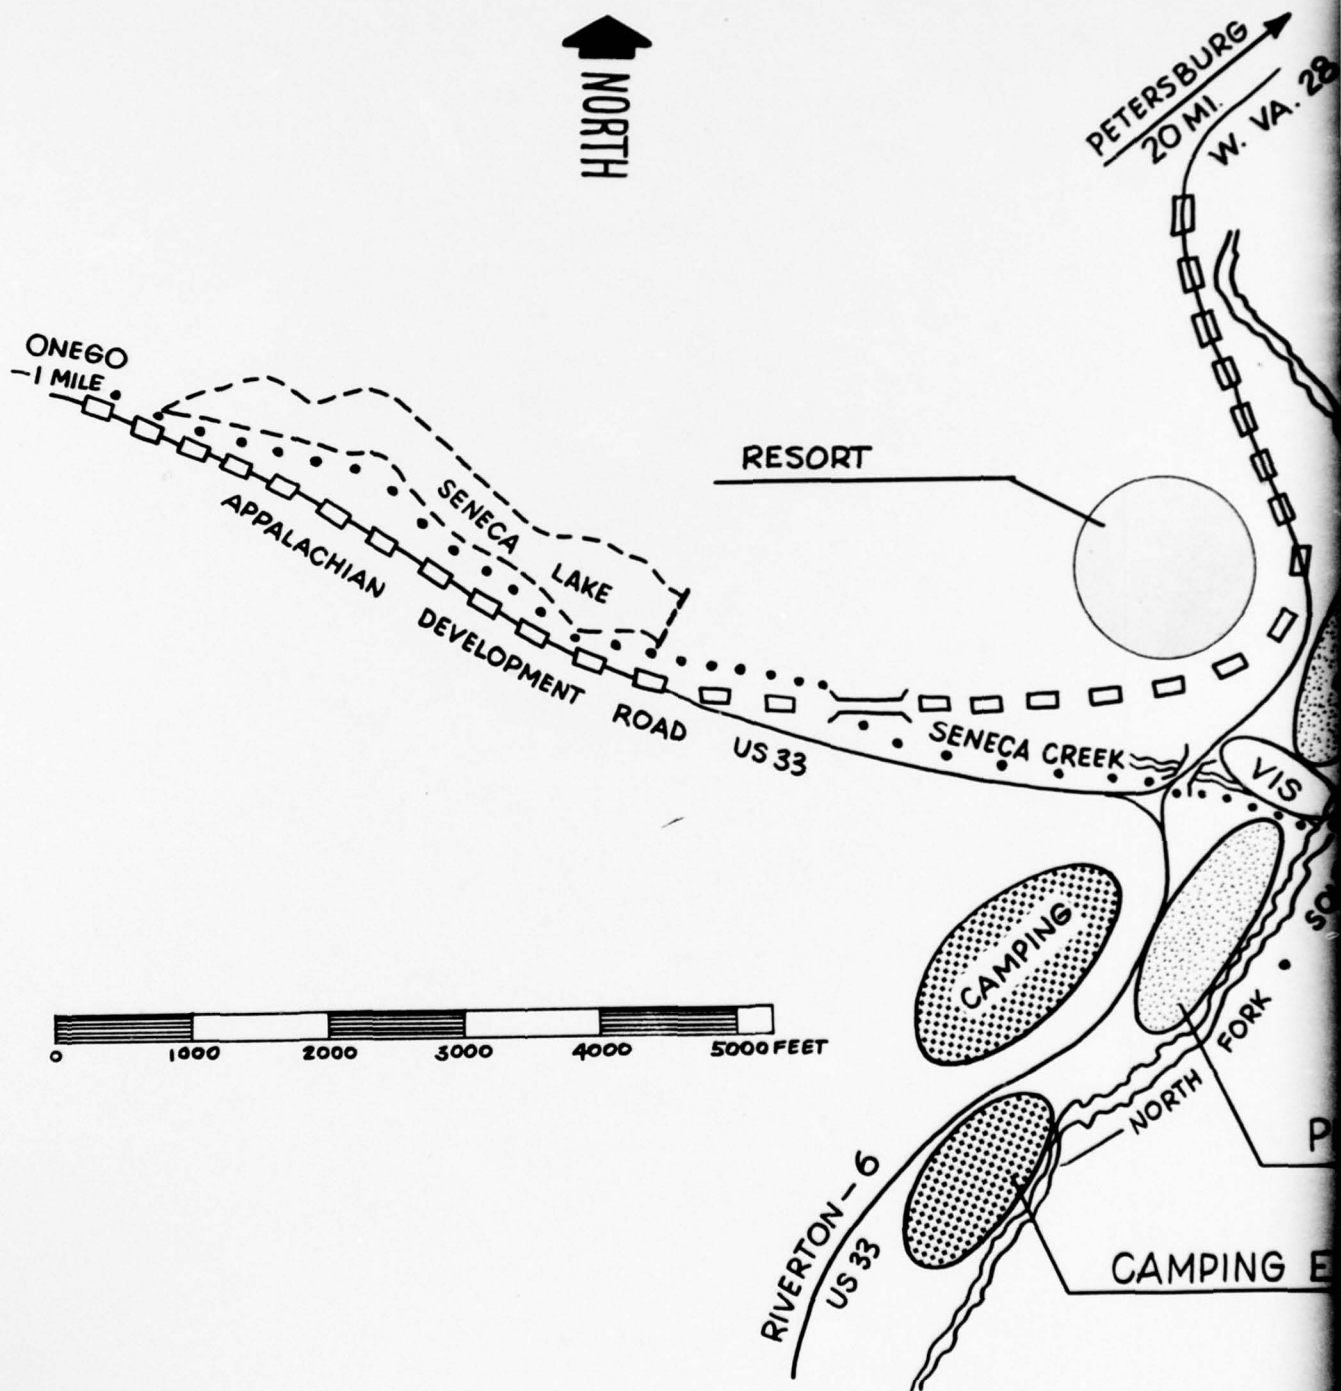 NORTH
PETERSBURG
20 MI.
W. VA. 28
ONEGO
-1 MILE
RESORT
SENECA
LAKE
APPALACHIAN DEVELOPMENT ROAD US 33
SENECA CREEK
VIS
CAMPING
0 1000 2000 3000 4000 5000 FEET
NORTH FORK
RIVERTON - 6
US 33
CAMPING E